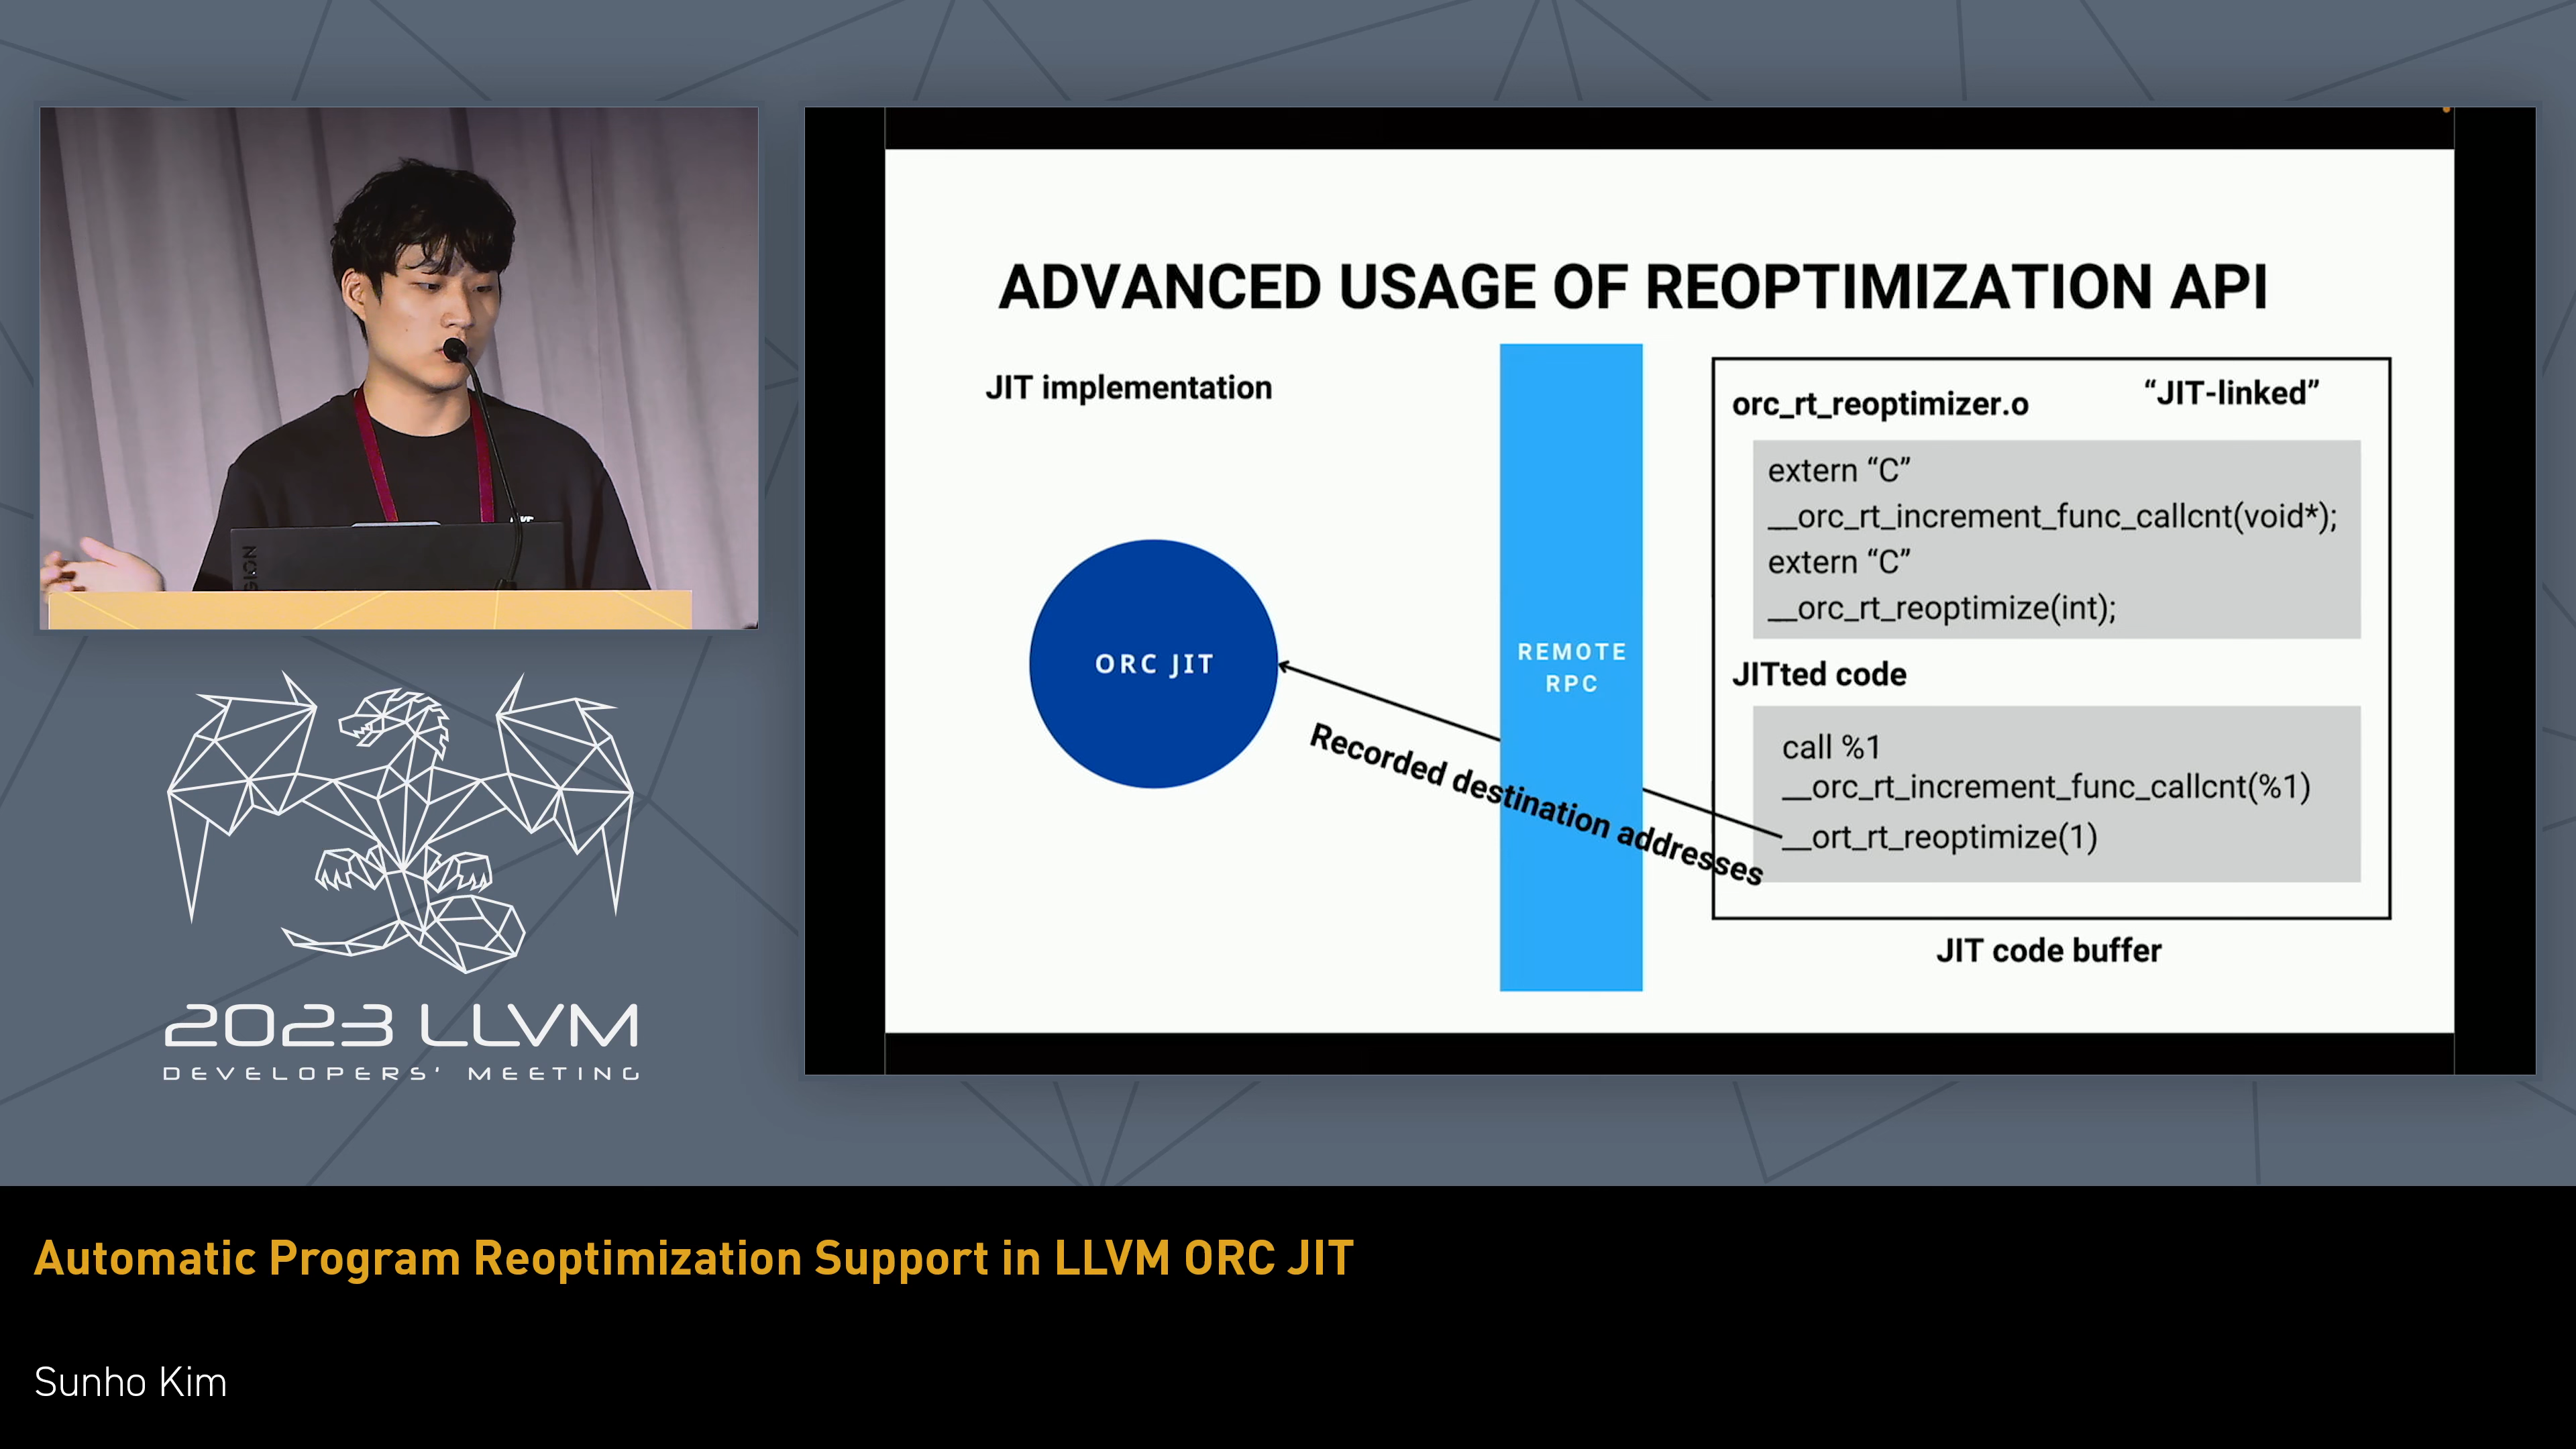 ADVANCED USAGE OF REOPTIMIZATION API
JIT implementation
ORC JIT
REMOTE
RPC
Recorded destination addresses
orc_rt_reoptimizer.o
“JIT-linked”
extern “C”
__orc_rt_increment_func_callcnt(void*);
extern “C”
__orc_rt_reoptimize(int);
JITted code
call %1
__orc_rt_increment_func_callcnt(%1)
__ort_rt_reoptimize(1)
JIT code buffer
2023 LLVM
DEVELOPERS' MEETING
Automatic Program Reoptimization Support in LLVM ORC JIT
Sunho Kim